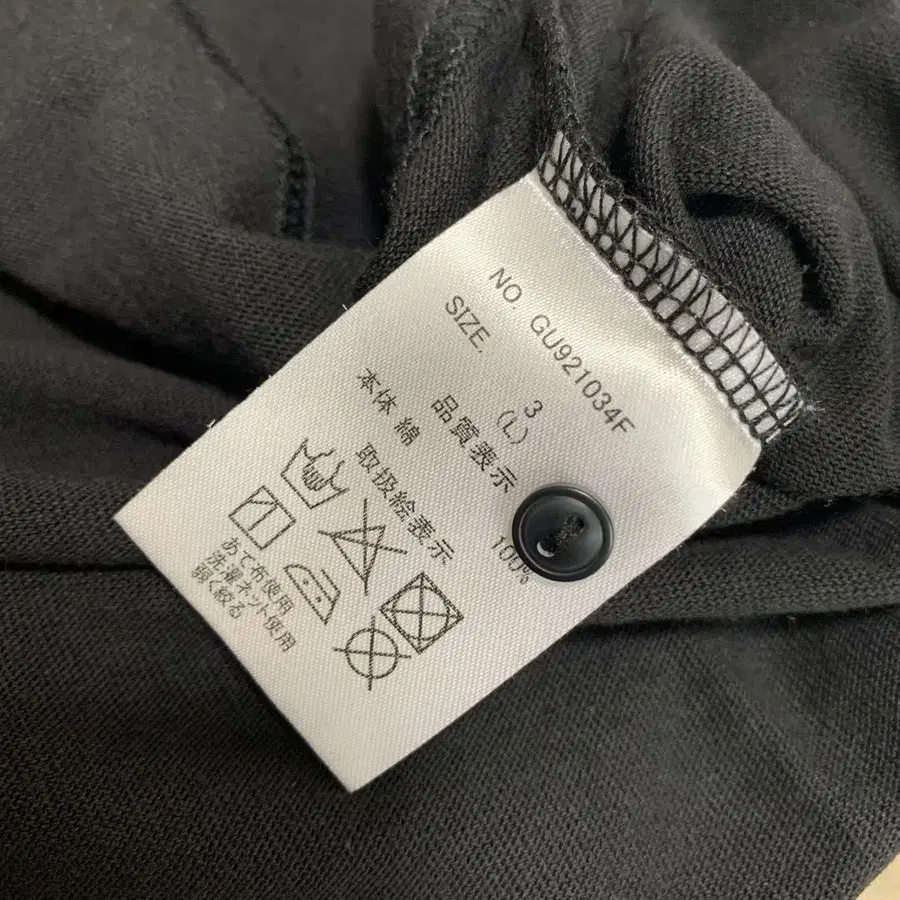 NO. GU921034F
SIZE. 3
(L)
品質表示
本体 綿 100%
取扱絵表示
あて布使用
洗濯ネット使用
弱く絞る